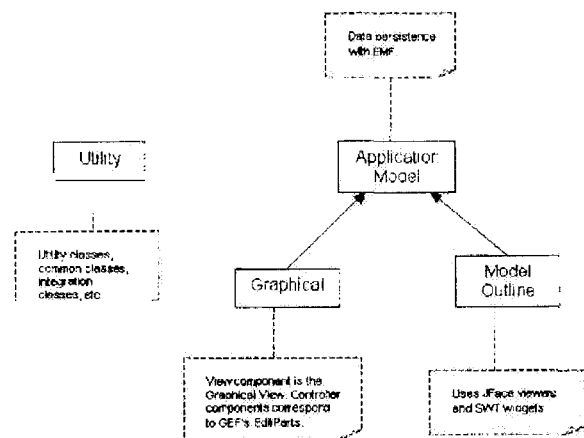 Data persistence
with EMF.
Utility
Application
Model
Utility classes,
common classes,
integration
classes, etc
Graphical
Model
Outline
View component is the
Graphical View. Controller
components correspond
to GEF's EditParts.
Uses JFace viewers
and SWT widgets